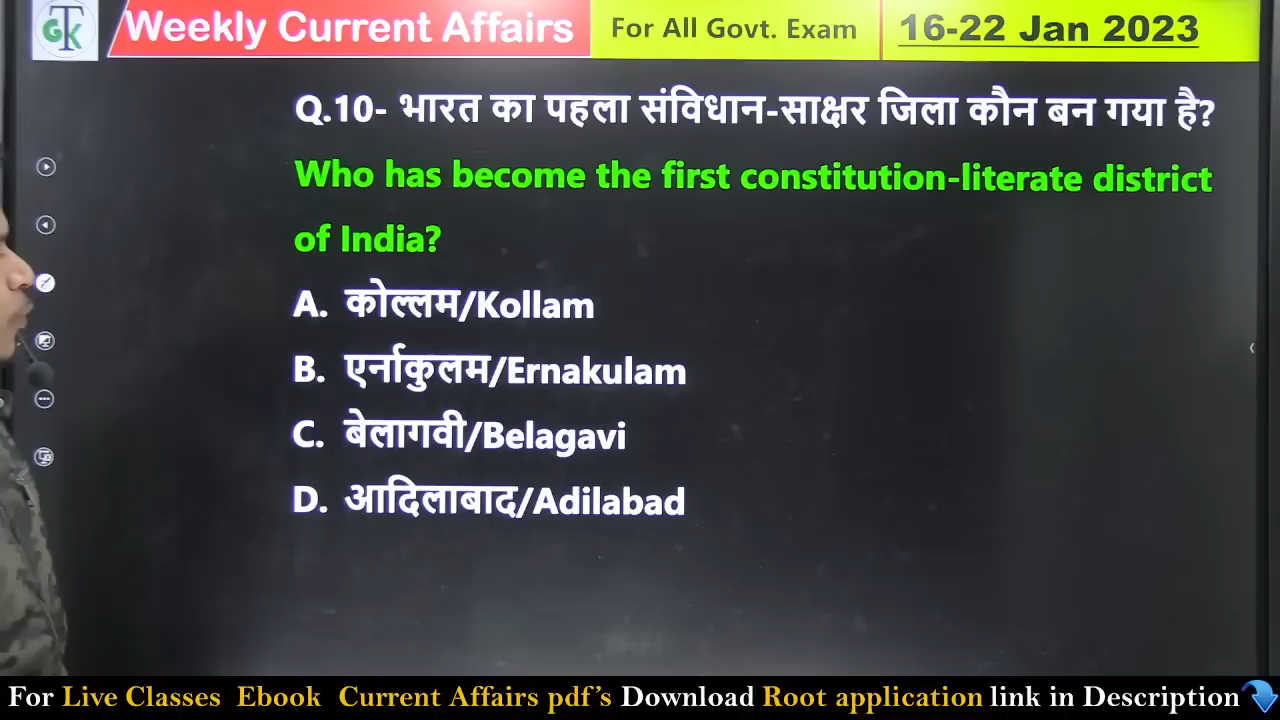 GTK
Weekly Current Affairs
For All Govt. Exam
16-22 Jan 2023
Q.10- भारत का पहला संविधान-साक्षर जिला कौन बन गया है?
Who has become the first constitution-literate district
of India?
A. कोल्लम/Kollam
B. एर्नाकुलम/Ernakulam
C. बेलागवी/Belagavi
D. आदिलाबाद/Adilabad
For Live Classes Ebook Current Affairs pdf's Download Root application link in Description